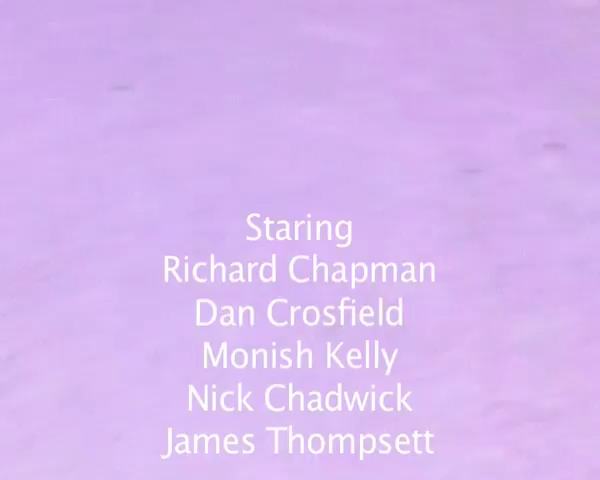 Staring
Richard Chapman
Dan Crosfield
Monish Kelly
Nick Chadwick
James Thompsett